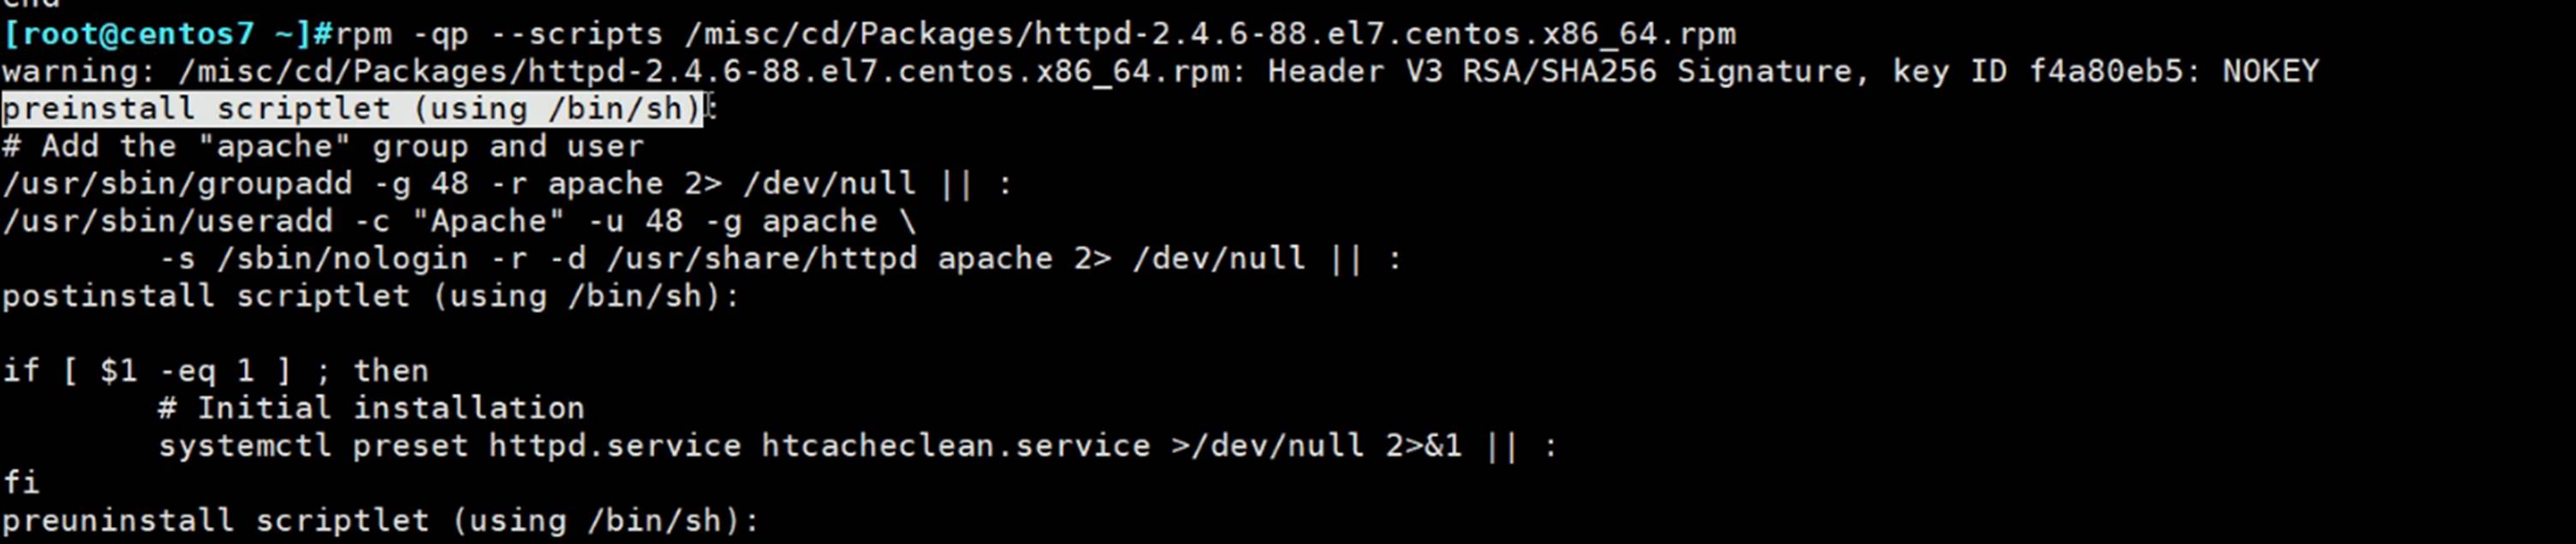 end
[root@centos7 ~]#rpm -qp --scripts /misc/cd/Packages/httpd-2.4.6-88.el7.centos.x86_64.rpm
warning: /misc/cd/Packages/httpd-2.4.6-88.el7.centos.x86_64.rpm: Header V3 RSA/SHA256 Signature, key ID f4a80eb5: NOKEY
preinstall scriptlet (using /bin/sh):
# Add the "apache" group and user
/usr/sbin/groupadd -g 48 -r apache 2> /dev/null || :
/usr/sbin/useradd -c "Apache" -u 48 -g apache \
        -s /sbin/nologin -r -d /usr/share/httpd apache 2> /dev/null || :
postinstall scriptlet (using /bin/sh):

if [ $1 -eq 1 ] ; then
        # Initial installation
        systemctl preset httpd.service htcacheclean.service >/dev/null 2>&1 || :
fi
preuninstall scriptlet (using /bin/sh):